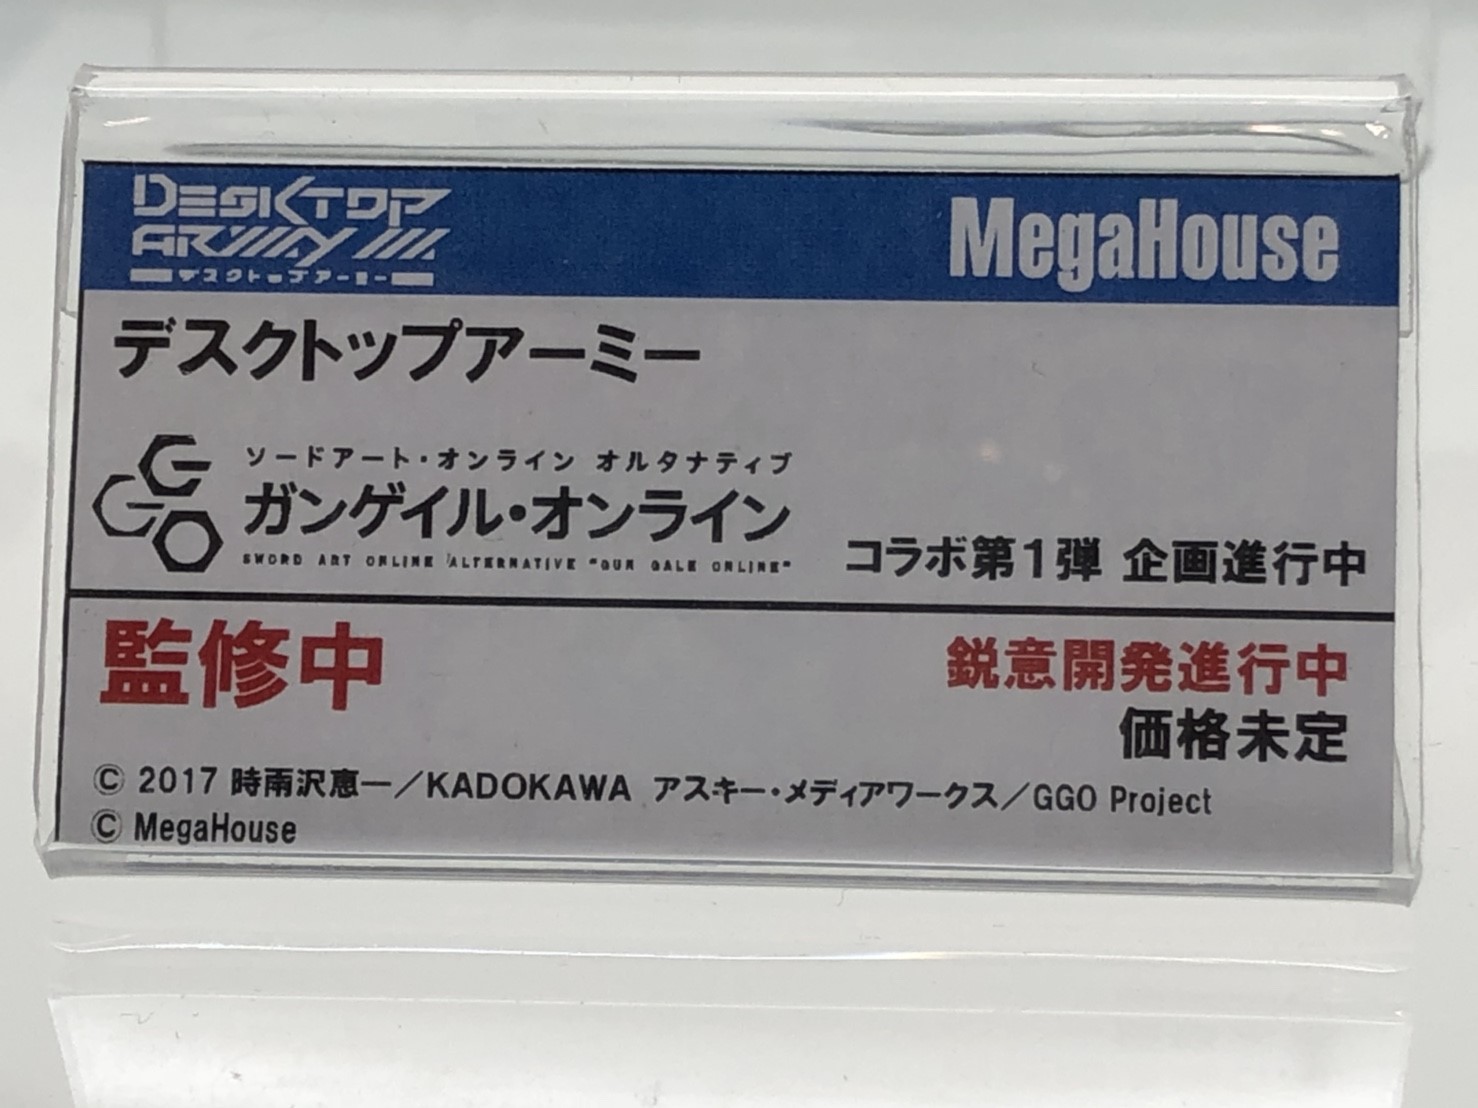 DESKTOP
ARMY
デスクトップアーミー
MegaHouse
デスクトップアーミー
GGO
ソードアート・オンライン オルタナティブ
ガンゲイル・オンライン
SWORD ART ONLINE ALTERNATIVE "GUN GALE ONLINE"
コラボ第1弾 企画進行中
監修中
鋭意開発進行中
価格未定
© 2017 時雨沢恵一／KADOKAWA アスキー・メディアワークス／GGO Project
© MegaHouse